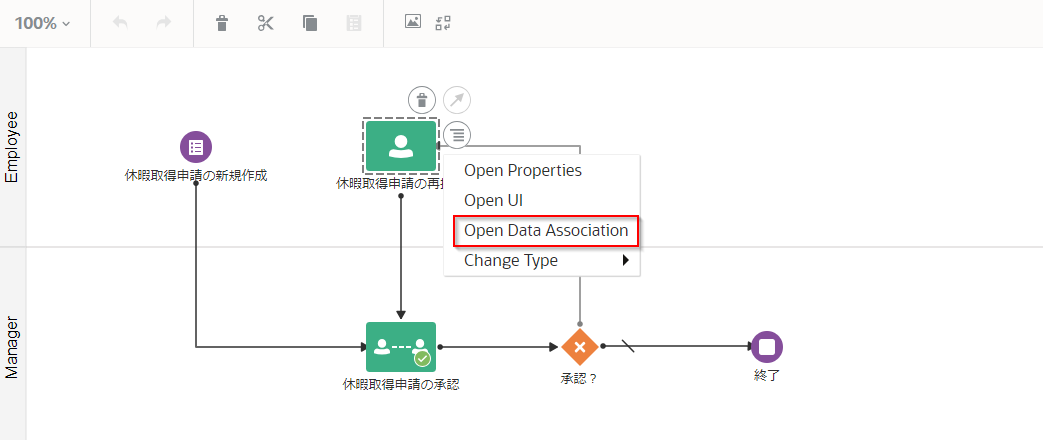 100%
Employee
休暇取得申請の新規作成
休暇取得申請の再
Open Properties
Open UI
Open Data Association
Change Type
Manager
休暇取得申請の承認
承認？
終了